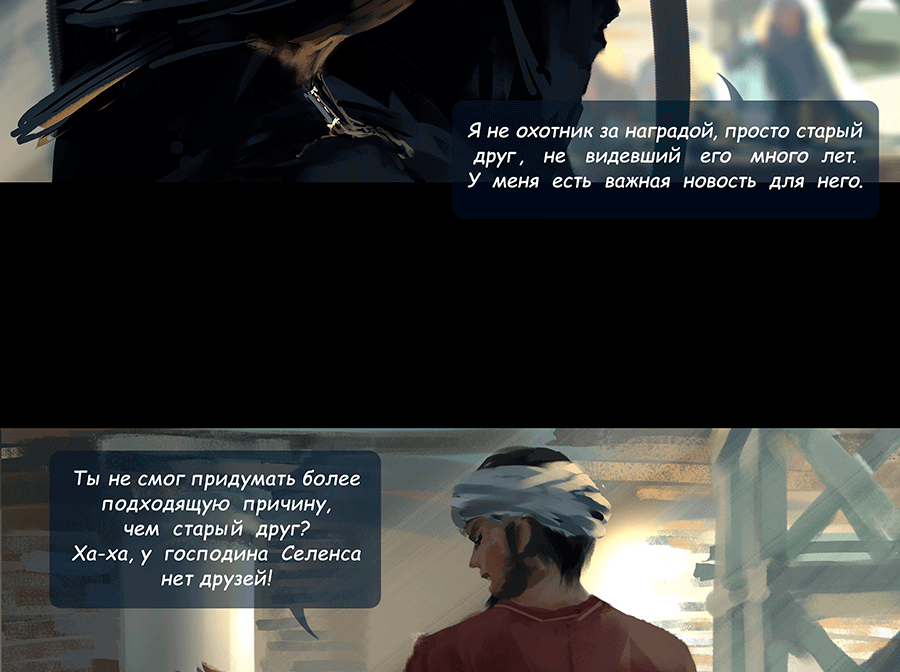 Я не охотник за наградой, просто старый
друг, не видевший его много лет.
У меня есть важная новость для него.
Ты не смог придумать более
подходящую причину,
чем старый друг?
Ха-ха, у господина Селенса
нет друзей!